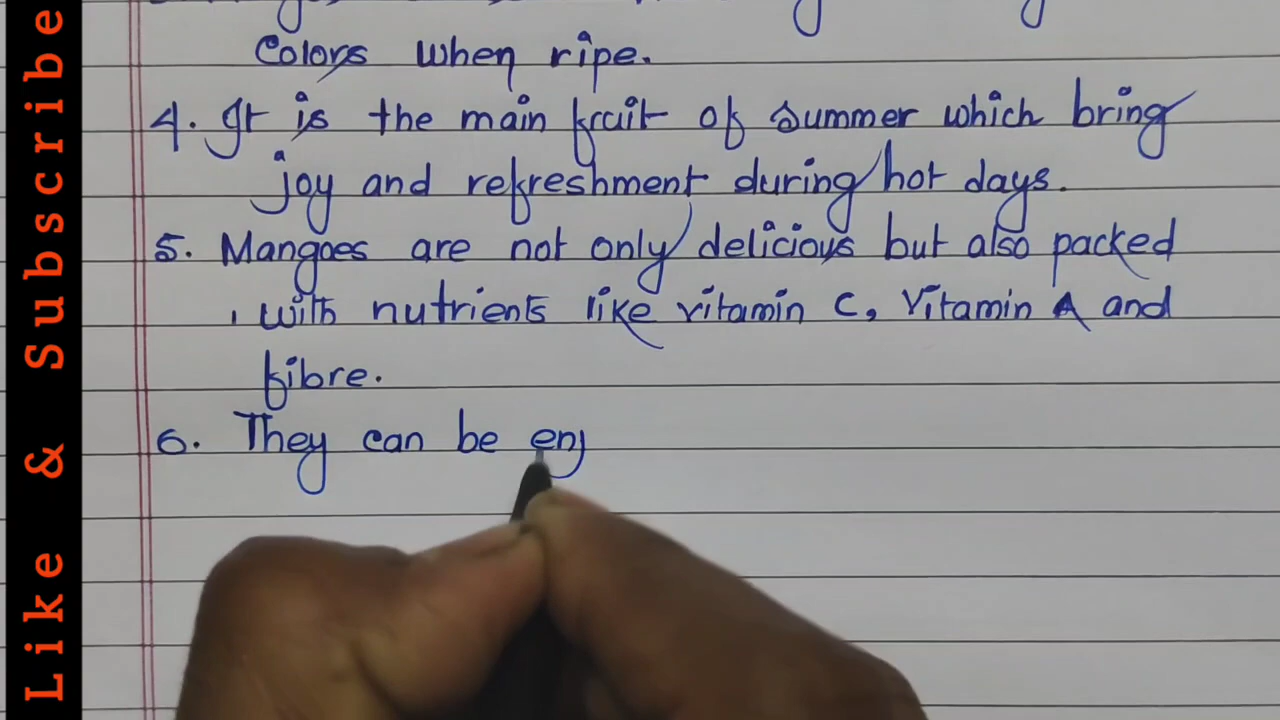 Like & Subscribe
Colors when ripe.
4. It is the main fruit of summer which bring
joy and refreshment during hot days.
5. Mangoes are not only delicious but also packed
with nutrients like vitamin C, Vitamin A and
fibre.
6. They can be enj